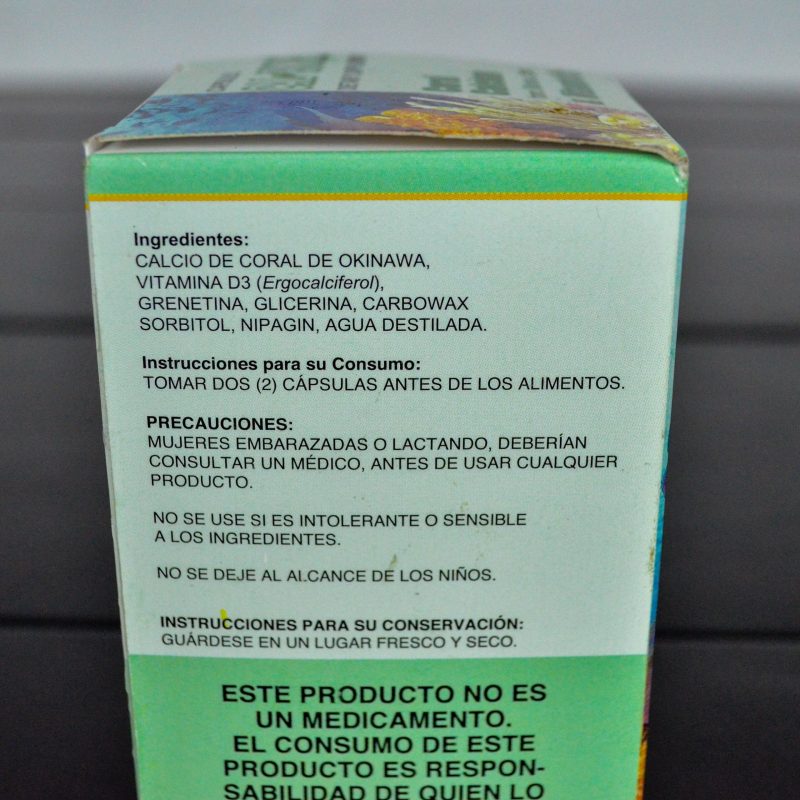 Ingredientes:
CALCIO DE CORAL DE OKINAWA,
VITAMINA D3 (Ergocalciferol),
GRENETINA, GLICERINA, CARBOWAX
SORBITOL, NIPAGIN, AGUA DESTILADA.
Instrucciones para su Consumo:
TOMAR DOS (2) CÁPSULAS ANTES DE LOS ALIMENTOS.
PRECAUCIONES:
MUJERES EMBARAZADAS O LACTANDO, DEBERÍAN
CONSULTAR UN MÉDICO, ANTES DE USAR CUALQUIER
PRODUCTO.
NO SE USE SI ES INTOLERANTE O SENSIBLE
A LOS INGREDIENTES.
NO SE DEJE AL ALCANCE DE LOS NIÑOS.
INSTRUCCIONES PARA SU CONSERVACIÓN:
GUÁRDESE EN UN LUGAR FRESCO Y SECO.
ESTE PRODUCTO NO ES
UN MEDICAMENTO.
EL CONSUMO DE ESTE
PRODUCTO ES RESPON-
SABILIDAD DE QUIEN LO